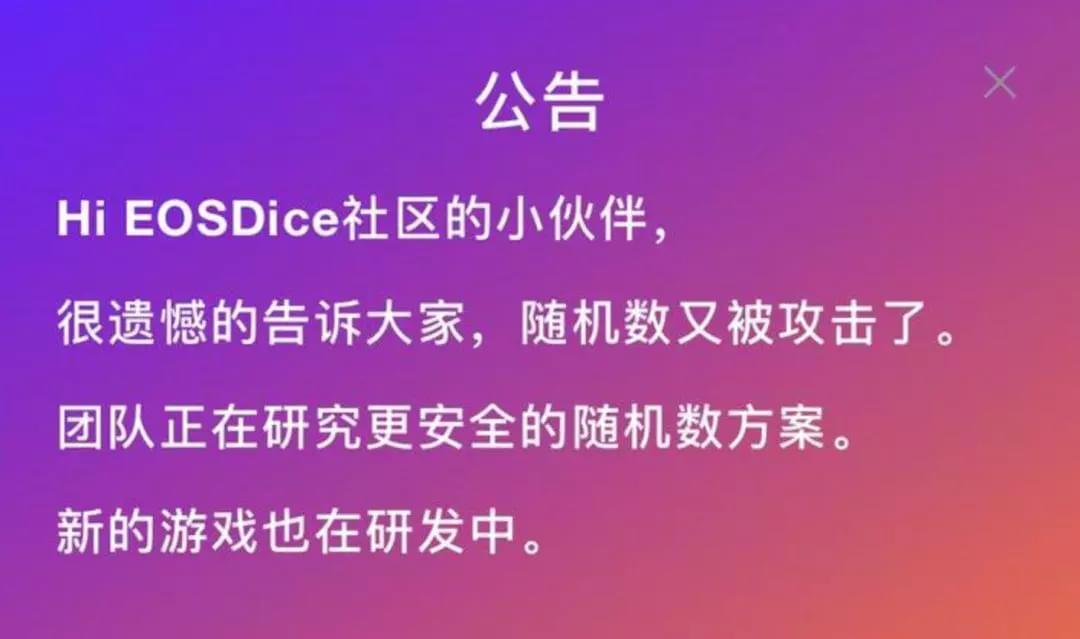 公告
Hi EOSDice社区的小伙伴，
很遗憾的告诉大家，随机数又被攻击了。
团队正在研究更安全的随机数方案。
新的游戏也在研发中。